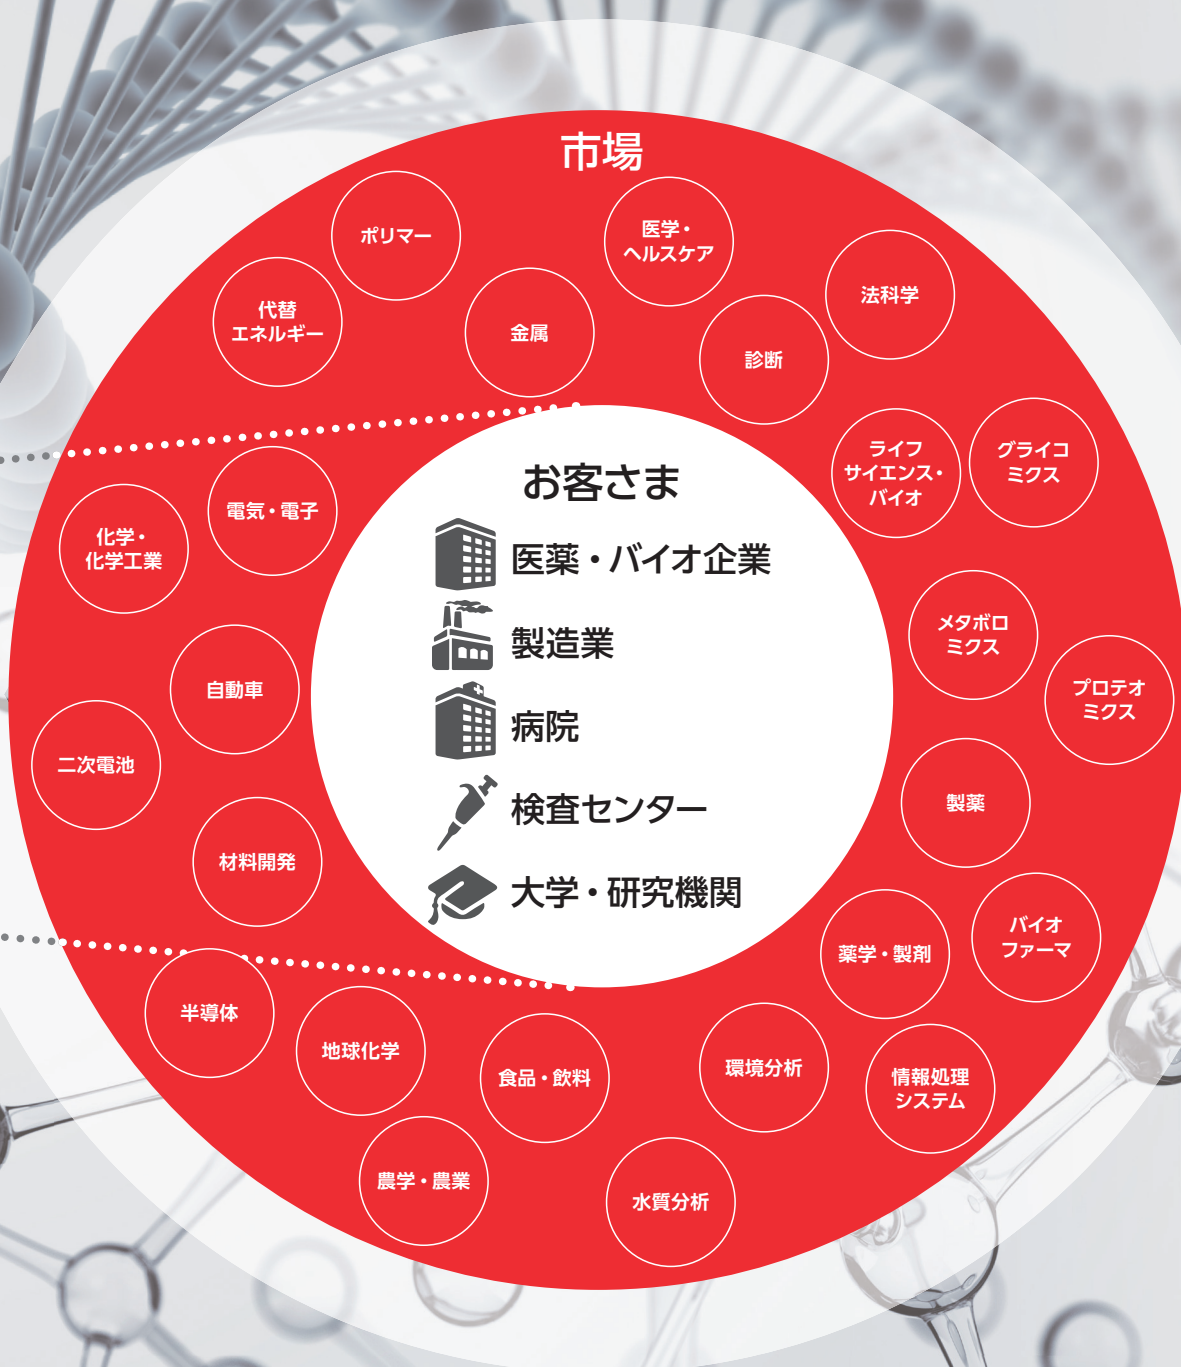 市場
ポリマー
医学・
ヘルスケア
法科学
代替
エネルギー
金属
診断
ライフ
サイエンス・
バイオ
グライコ
ミクス
電気・電子
化学・
化学工業
メタボロ
ミクス
プロテオ
ミクス
自動車
二次電池
製薬
材料開発
バイオ
ファーマ
薬学・製剤
半導体
地球化学
食品・飲料
環境分析
情報処理
システム
農学・農業
水質分析
お客さま
医薬・バイオ企業
製造業
病院
検査センター
大学・研究機関